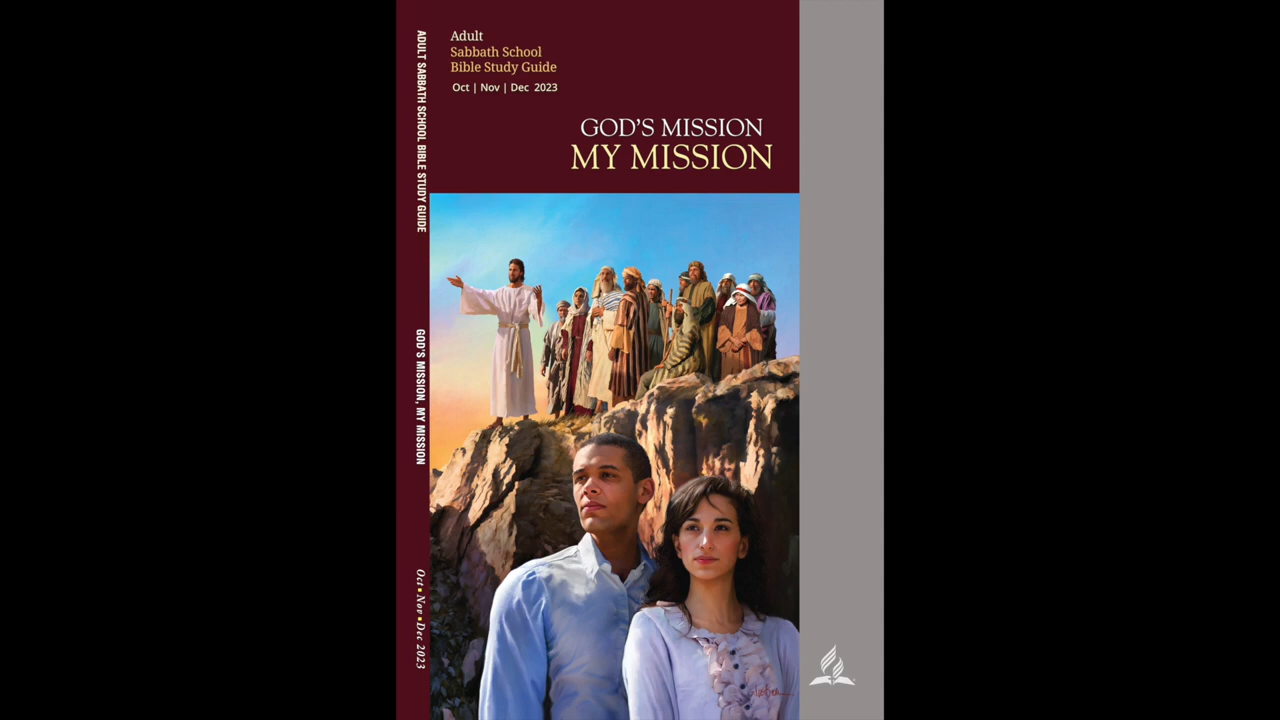 Adult
Sabbath School
Bible Study Guide
Oct | Nov | Dec 2023
GOD'S MISSION
MY MISSION
ADULT SABBATH SCHOOL BIBLE STUDY GUIDE
GOD'S MISSION, MY MISSION
Oct ▪ Nov ▪ Dec 2023